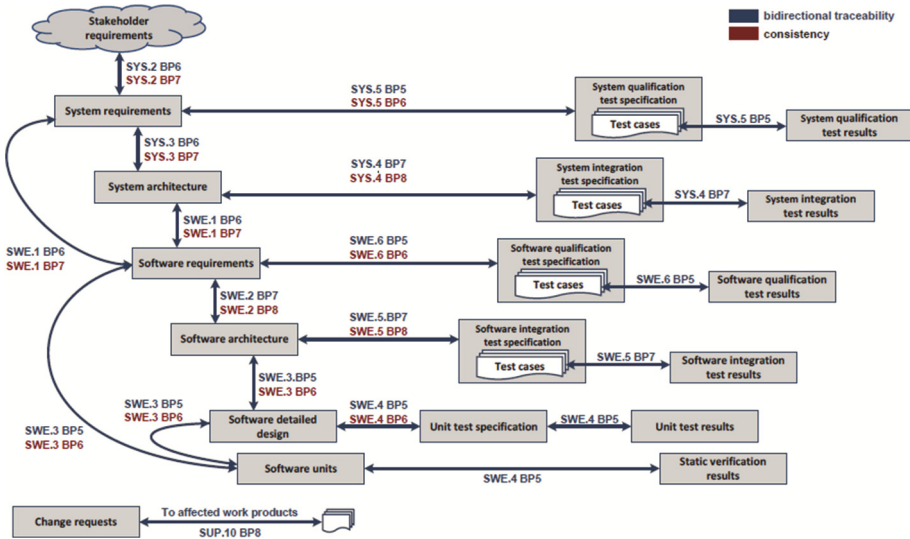 Stakeholder
requirements
bidirectional traceability
consistency
SYS.2 BP6
SYS.2 BP7
System requirements
SYS.5 BP5
SYS.5 BP6
System qualification
test specification
Test cases
SYS.5 BP5
System qualification
test results
SYS.3 BP6
SYS.3 BP7
System architecture
SYS.4 BP7
SYS.4 BP8
System integration
test specification
Test cases
SYS.4 BP7
System integration
test results
SWE.1 BP6
SWE.1 BP7
SWE.1 BP6
SWE.1 BP7
Software requirements
SWE.6 BP5
SWE.6 BP6
Software qualification
test specification
Test cases
SWE.6 BP5
Software qualification
test results
SWE.2 BP7
SWE.2 BP8
Software architecture
SWE.5.BP7
SWE.5 BP8
Software integration
test specification
Test cases
SWE.5 BP7
Software integration
test results
SWE.3.BP5
SWE.3 BP6
SWE.3 BP5
SWE.3 BP6
Software detailed
design
SWE.4 BP5
SWE.4 BP6
Unit test specification
SWE.4 BP5
Unit test results
SWE.3 BP5
SWE.3 BP6
Software units
SWE.4 BP5
Static verification
results
Change requests
To affected work products
SUP.10 BP8